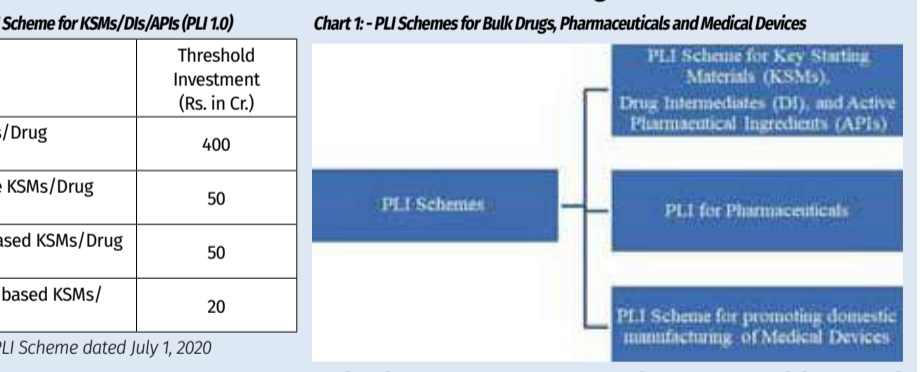 Scheme for KSMs/DIs/APIs (PLI 1.0)
Threshold
Investment
(Rs. in Cr.)
s/Drug
400
e KSMs/Drug
50
ased KSMs/Drug
50
based KSMs/
20
PLI Scheme dated July 1, 2020
Chart 1: - PLI Schemes for Bulk Drugs, Pharmaceuticals and Medical Devices
PLI Schemes
PLI Scheme for Key Starting
Materials (KSMs),
Drug Intermediates (DI), and Active
Pharmaceutical Ingredients (APIs)
PLI for Pharmaceuticals
PLI Scheme for promoting domestic
manufacturing of Medical Devices